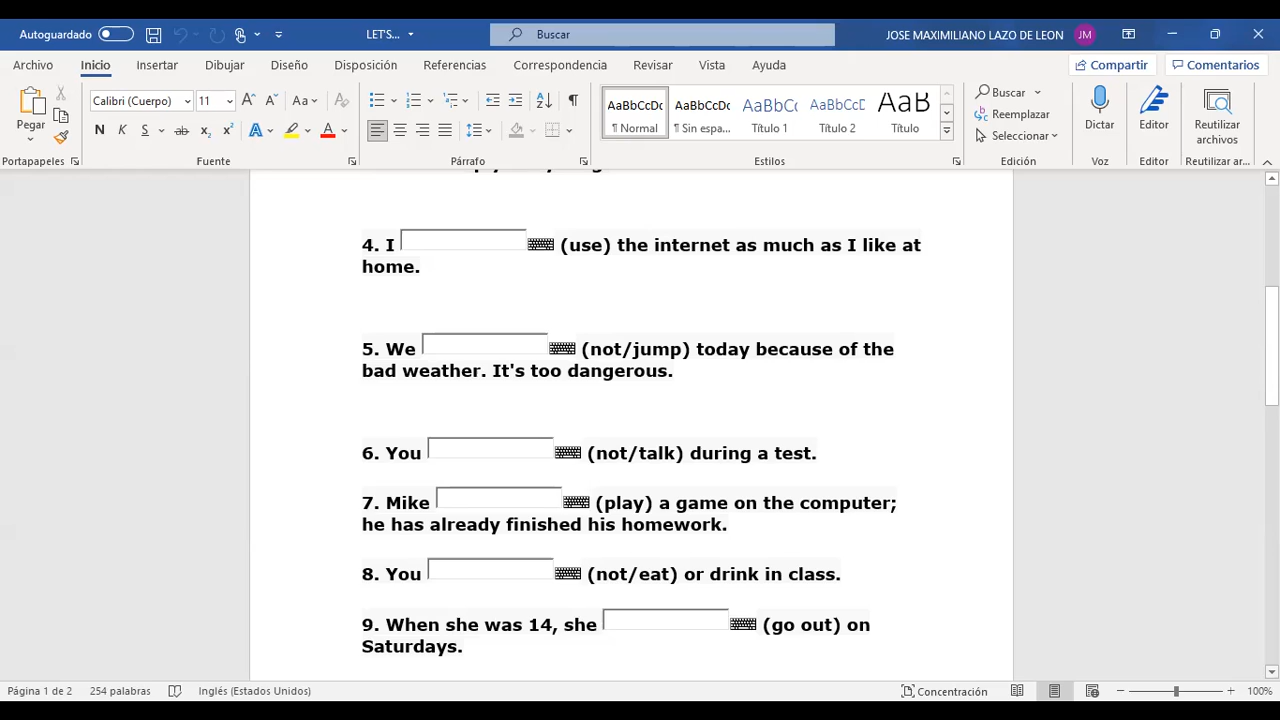 Autoguardado
LET'S...
Buscar
JOSE MAXIMILIANO LAZO DE LEON
JM
Archivo Inicio Insertar Dibujar Diseño Disposición Referencias Correspondencia Revisar Vista Ayuda
Compartir Comentarios
Pegar
Portapapeles
Calibri (Cuerpo) 11
Aa
N K S ab x₂ x² A A
Fuente
Párrafo
AaBbCcDc AaBbCcDc AaBbCcD AaBbCcD AaB
¶ Normal ¶ Sin espa... Título 1 Título 2 Título
Estilos
Buscar
Reemplazar
Seleccionar
Edición
Dictar
Voz
Editor
Editor
Reutilizar archivos
Reutilizar ar...
4. I (use) the internet as much as I like at
home.
5. We (not/jump) today because of the
bad weather. It's too dangerous.
6. You (not/talk) during a test.
7. Mike (play) a game on the computer;
he has already finished his homework.
8. You (not/eat) or drink in class.
9. When she was 14, she (go out) on
Saturdays.
Página 1 de 2 254 palabras Inglés (Estados Unidos) Concentración 100%